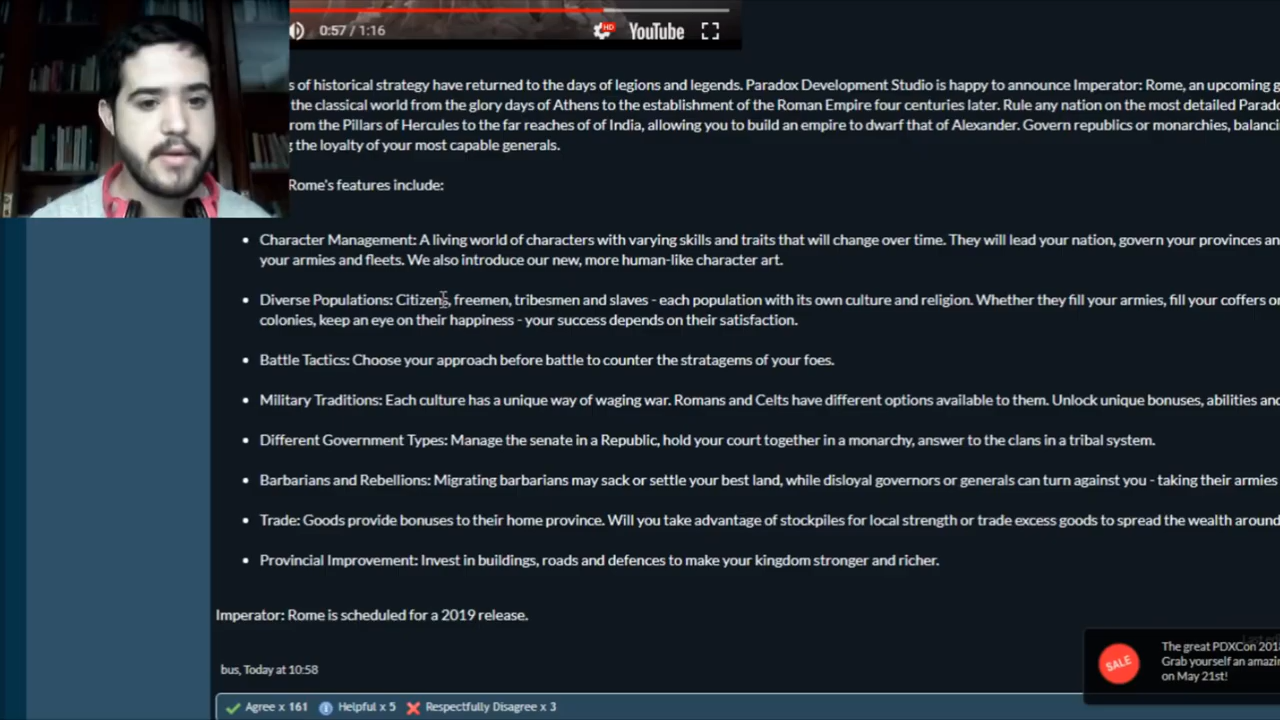 0:57 / 1:16 HD YouTube
s of historical strategy have returned to the days of legions and legends. Paradox Development Studio is happy to announce Imperator: Rome, an upcoming g
the classical world from the glory days of Athens to the establishment of the Roman Empire four centuries later. Rule any nation on the most detailed Parado
rom the Pillars of Hercules to the far reaches of of India, allowing you to build an empire to dwarf that of Alexander. Govern republics or monarchies, balanci
g the loyalty of your most capable generals.
Rome's features include:
• Character Management: A living world of characters with varying skills and traits that will change over time. They will lead your nation, govern your provinces an
your armies and fleets. We also introduce our new, more human-like character art.
• Diverse Populations: Citizens, freemen, tribesmen and slaves - each population with its own culture and religion. Whether they fill your armies, fill your coffers or
colonies, keep an eye on their happiness - your success depends on their satisfaction.
• Battle Tactics: Choose your approach before battle to counter the stratagems of your foes.
• Military Traditions: Each culture has a unique way of waging war. Romans and Celts have different options available to them. Unlock unique bonuses, abilities and
• Different Government Types: Manage the senate in a Republic, hold your court together in a monarchy, answer to the clans in a tribal system.
• Barbarians and Rebellions: Migrating barbarians may sack or settle your best land, while disloyal governors or generals can turn against you - taking their armies
• Trade: Goods provide bonuses to their home province. Will you take advantage of stockpiles for local strength or trade excess goods to spread the wealth around
• Provincial Improvement: Invest in buildings, roads and defences to make your kingdom stronger and richer.
Imperator: Rome is scheduled for a 2019 release.
bus, Today at 10:58
SALE
The great PDXCon 2018
Grab yourself an amazin
on May 21st!
Agree x 161 Helpful x 5 Respectfully Disagree x 3